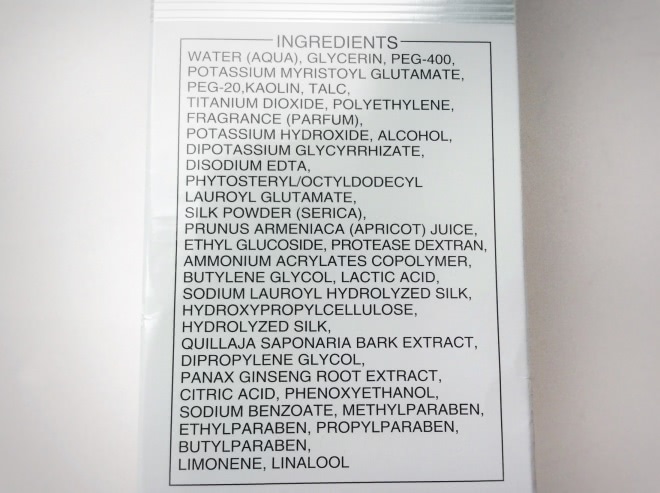 INGREDIENTS
WATER (AQUA), GLYCERIN, PEG-400,
POTASSIUM MYRISTOYL GLUTAMATE,
PEG-20,KAOLIN, TALC,
TITANIUM DIOXIDE, POLYETHYLENE,
FRAGRANCE (PARFUM),
POTASSIUM HYDROXIDE, ALCOHOL,
DIPOTASSIUM GLYCYRRHIZATE,
DISODIUM EDTA,
PHYTOSTERYL/OCTYLDODECYL
LAUROYL GLUTAMATE,
SILK POWDER (SERICA),
PRUNUS ARMENIACA (APRICOT) JUICE,
ETHYL GLUCOSIDE, PROTEASE DEXTRAN,
AMMONIUM ACRYLATES COPOLYMER,
BUTYLENE GLYCOL, LACTIC ACID,
SODIUM LAUROYL HYDROLYZED SILK,
HYDROXYPROPYLCELLULOSE,
HYDROLYZED SILK,
QUILLAJA SAPONARIA BARK EXTRACT,
DIPROPYLENE GLYCOL,
PANAX GINSENG ROOT EXTRACT,
CITRIC ACID, PHENOXYETHANOL,
SODIUM BENZOATE, METHYLPARABEN,
ETHYLPARABEN, PROPYLPARABEN,
BUTYLPARABEN,
LIMONENE, LINALOOL